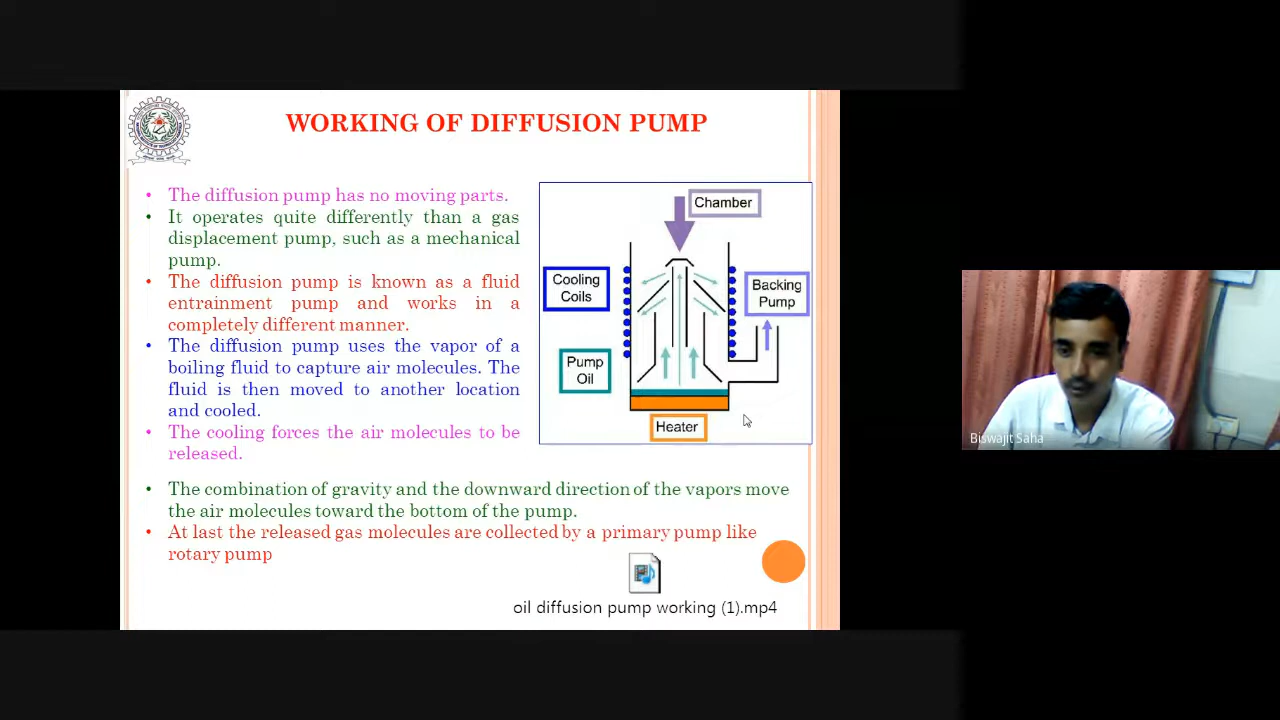 WORKING OF DIFFUSION PUMP
• The diffusion pump has no moving parts.
• It operates quite differently than a gas
displacement pump, such as a mechanical
pump.
• The diffusion pump is known as a fluid
entrainment pump and works in a
completely different manner.
• The diffusion pump uses the vapor of a
boiling fluid to capture air molecules. The
fluid is then moved to another location
and cooled.
• The cooling forces the air molecules to be
released.
• The combination of gravity and the downward direction of the vapors move
the air molecules toward the bottom of the pump.
• At last the released gas molecules are collected by a primary pump like
rotary pump
Chamber
Cooling
Coils
Backing
Pump
Pump
Oil
Heater
oil diffusion pump working (1).mp4
Biswajit Saha